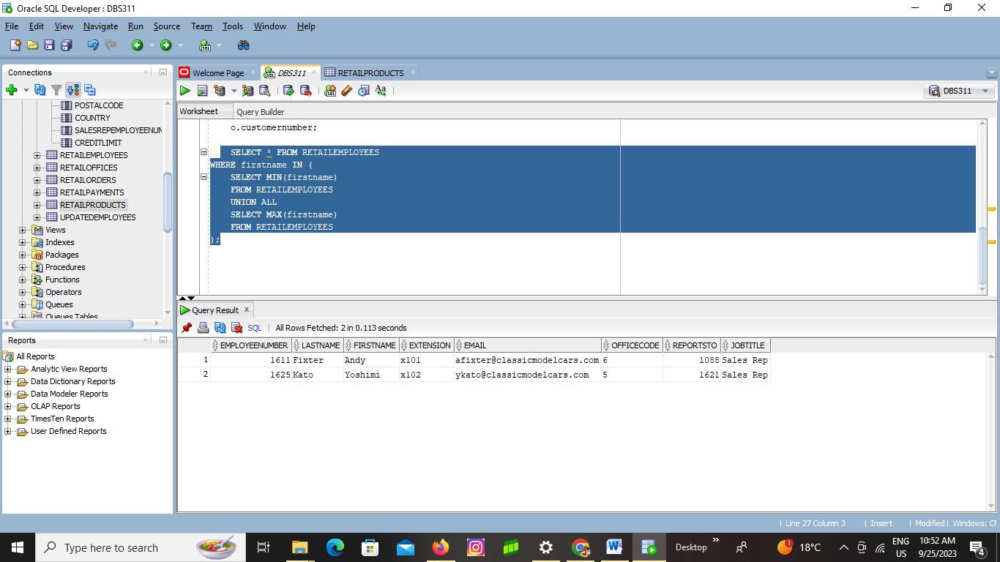 Oracle SQL Developer : DBS311
File Edit View Navigate Run Source Team Tools Window Help
Connections
POSTALCODE
COUNTRY
SALESREPEMPLOYEENUM
CREDITLIMIT
RETAILEMPLOYEES
RETAILOFFICES
RETAILORDERS
RETAILPAYMENTS
RETAILPRODUCTS
UPDATEDEMPLOYEES
Views
Indexes
Packages
Procedures
Functions
Operators
Queues
Queues Tables
Reports
All Reports
Analytic View Reports
Data Dictionary Reports
Data Modeler Reports
OLAP Reports
TimesTen Reports
User Defined Reports
Welcome Page DBS311 RETAILPRODUCTS
DBS311
Worksheet Query Builder
o.customernumber;
SELECT * FROM RETAILEMPLOYEES
WHERE firstname IN (
SELECT MIN(firstname)
FROM RETAILEMPLOYEES
UNION ALL
SELECT MAX(firstname)
FROM RETAILEMPLOYEES
);
Query Result x
SQL | All Rows Fetched: 2 in 0.113 seconds
EMPLOYEENUMBER LASTNAME FIRSTNAME EXTENSION EMAIL OFFICECODE REPORTSTO JOBTITLE
1 1611 Fixter Andy x101 afixter@classicmodelcars.com 6 1088 Sales Rep
2 1625 Kato Yoshimi x102 ykato@classicmodelcars.com 5 1621 Sales Rep
| Line 27 Column 3 | Insert | Modified | Windows: CF
Type here to search
Desktop
18°C
ENG
US
10:52 AM
9/25/2023
4